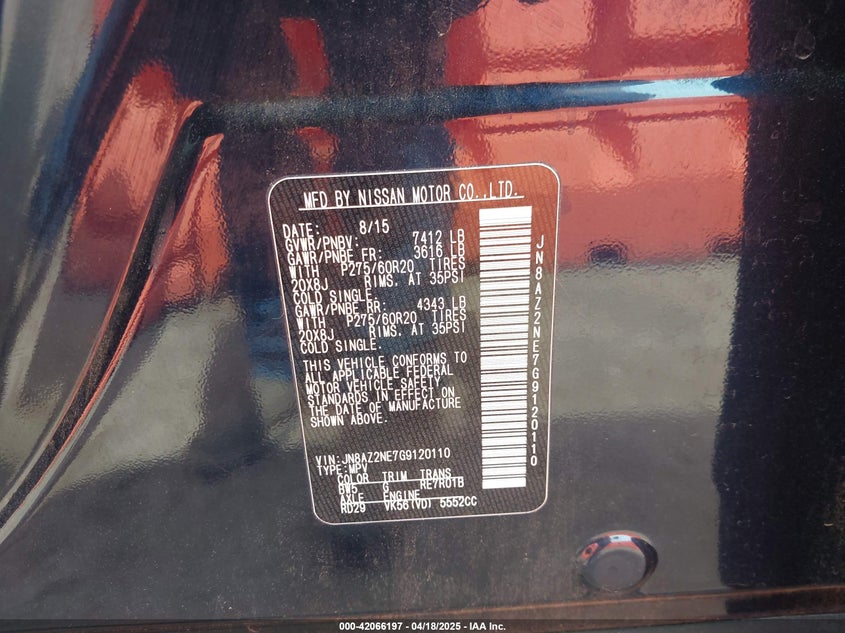 MFD BY NISSAN MOTOR CO.,LTD.
DATE: 8/15
GVWR/PNBV: 7412 LB
GAWR/PNBE FR: 3616 LB
WITH P275/60R20 TIRES
20X8J RIMS. AT 35PSI
COLD SINGLE.
GAWR/PNBE RR: 4343 LB
WITH P275/60R20 TIRES
20X8J RIMS. AT 35PSI
COLD SINGLE.
THIS VEHICLE CONFORMS TO
ALL APPLICABLE FEDERAL
MOTOR VEHICLE SAFETY
STANDARDS IN EFFECT ON
THE DATE OF MANUFACTURE
SHOWN ABOVE.
VIN:JN8AZ2NE7G9120110
TYPE:MPV
COLOR TRIM TRANS
BW5 G RE7R01B
AXLE ENGINE
RD29 VK56(VD) 5552CC
JN8AZ2NE7G9120110
000-42066197 - 04/18/2025 - IAA Inc.